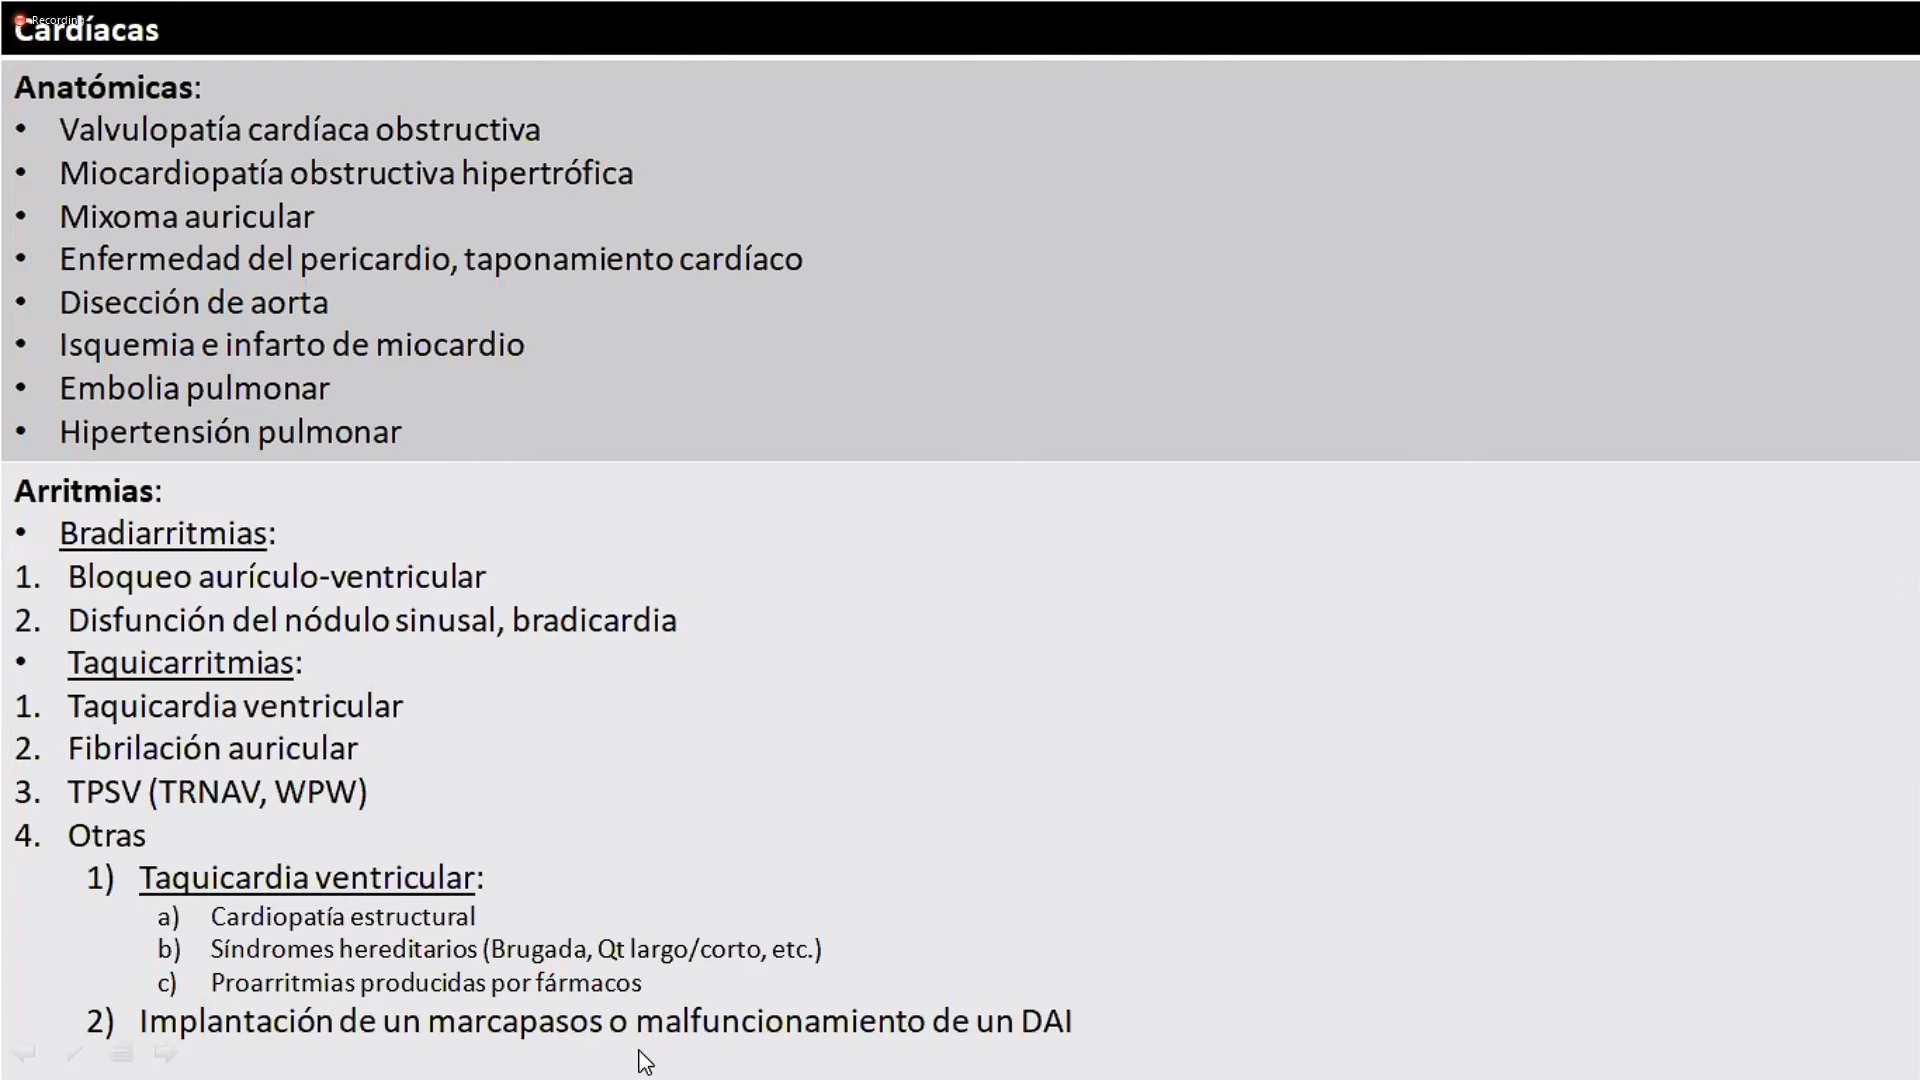 Recording
Cardíacas
Anatómicas:
• Valvulopatía cardíaca obstructiva
• Miocardiopatía obstructiva hipertrófica
• Mixoma auricular
• Enfermedad del pericardio, taponamiento cardíaco
• Disección de aorta
• Isquemia e infarto de miocardio
• Embolia pulmonar
• Hipertensión pulmonar
Arritmias:
• Bradiarritmias:
1. Bloqueo aurículo-ventricular
2. Disfunción del nódulo sinusal, bradicardia
• Taquicarritmias:
1. Taquicardia ventricular
2. Fibrilación auricular
3. TPSV (TRNAV, WPW)
4. Otras
1) Taquicardia ventricular:
a) Cardiopatía estructural
b) Síndromes hereditarios (Brugada, Qt largo/corto, etc.)
c) Proarritmias producidas por fármacos
2) Implantación de un marcapasos o malfuncionamiento de un DAI